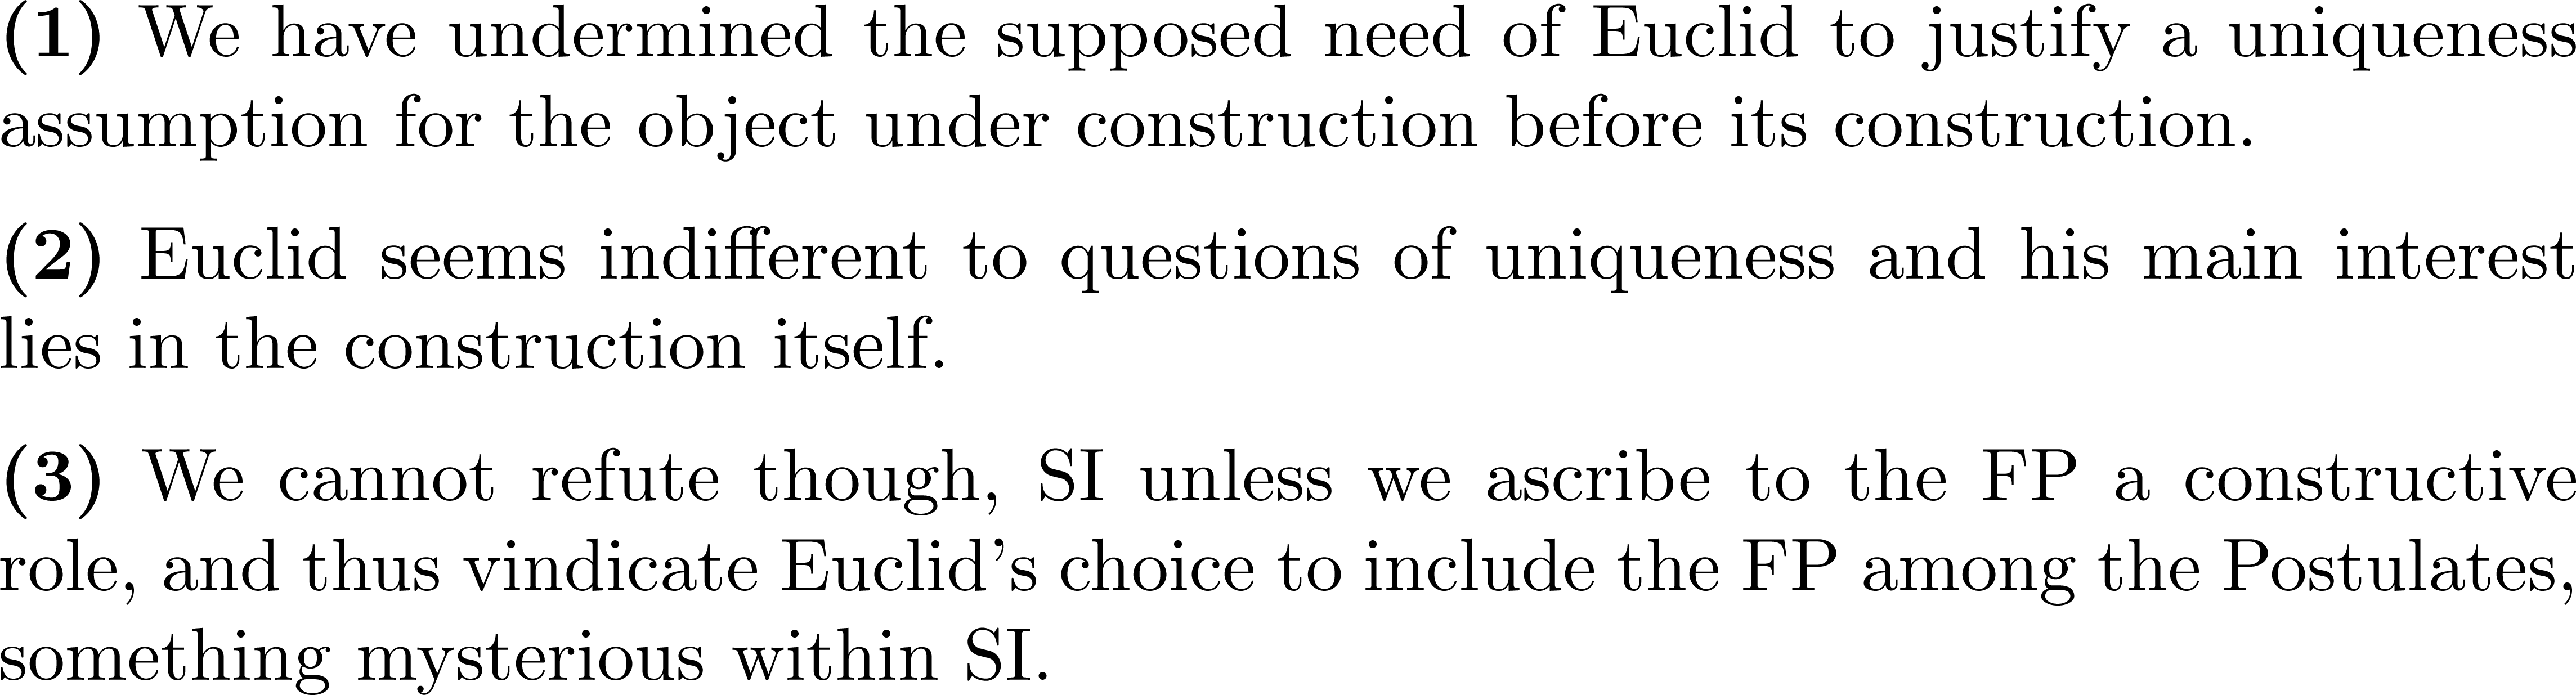 (1) We have undermined the supposed need of Euclid to justify a uniqueness
assumption for the object under construction before its construction.
(2) Euclid seems indifferent to questions of uniqueness and his main interest
lies in the construction itself.
(3) We cannot refute though, SI unless we ascribe to the FP a constructive
role, and thus vindicate Euclid's choice to include the FP among the Postulates,
something mysterious within SI.